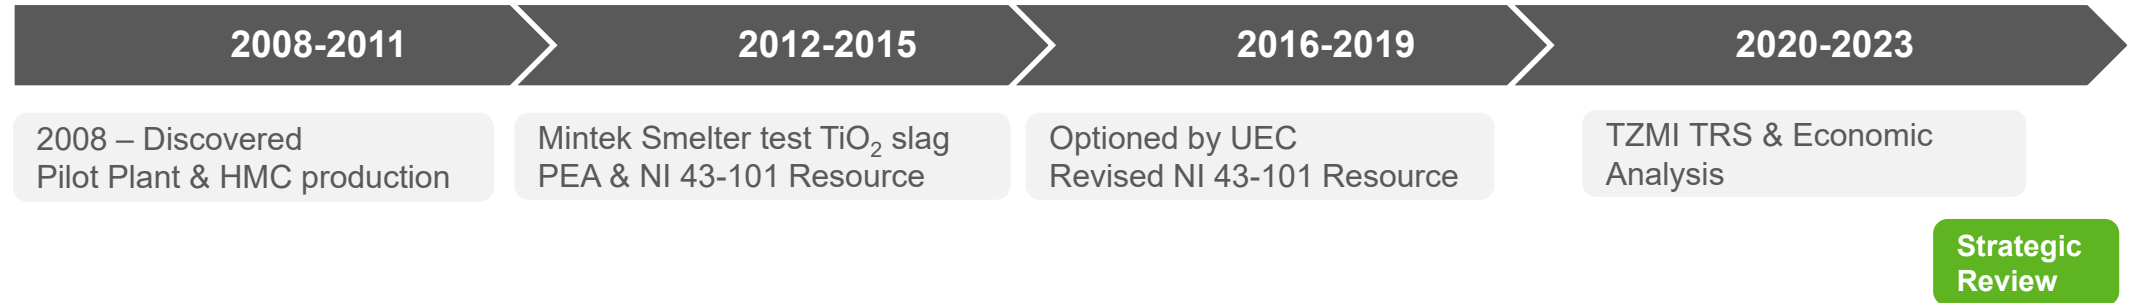 2008-2011
2012-2015
2016-2019
2020-2023
2008 – Discovered
Pilot Plant & HMC production
Mintek Smelter test TiO₂ slag
PEA & NI 43-101 Resource
Optioned by UEC
Revised NI 43-101 Resource
TZMI TRS & Economic
Analysis
Strategic
Review